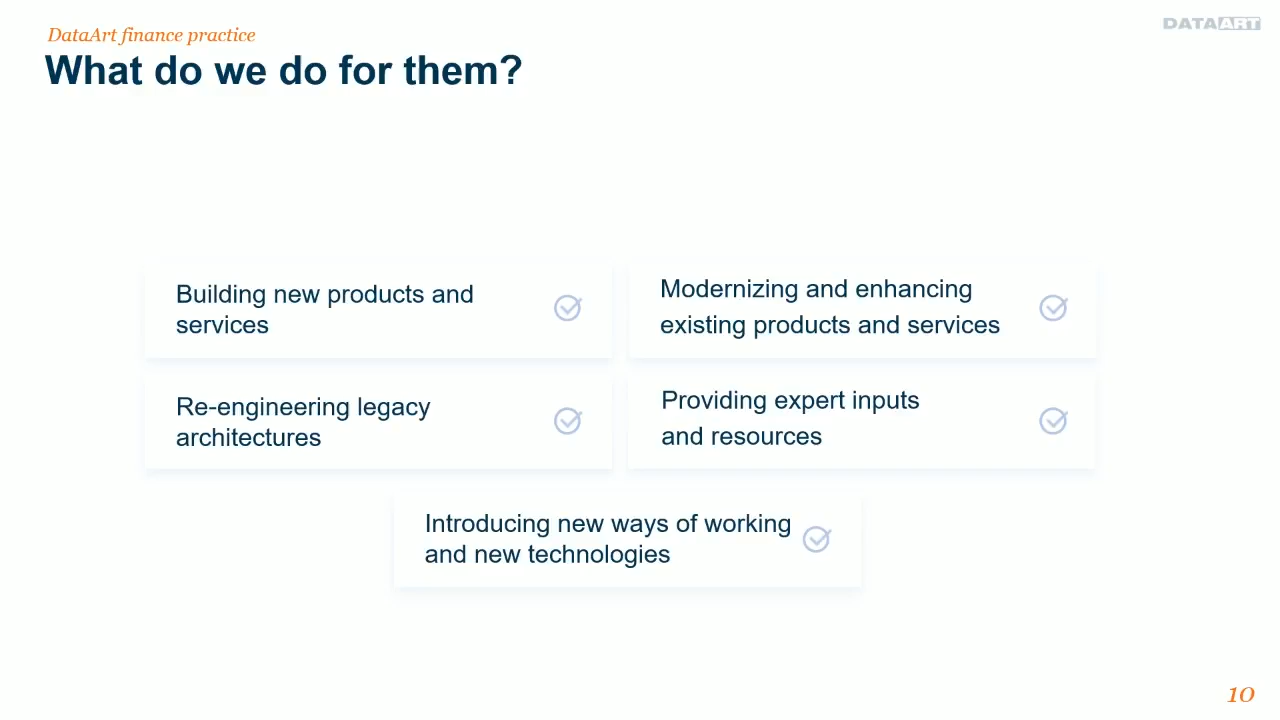 DataArt finance practice
DATAART
What do we do for them?
Building new products and
services
Modernizing and enhancing
existing products and services
Re-engineering legacy
architectures
Providing expert inputs
and resources
Introducing new ways of working
and new technologies
10